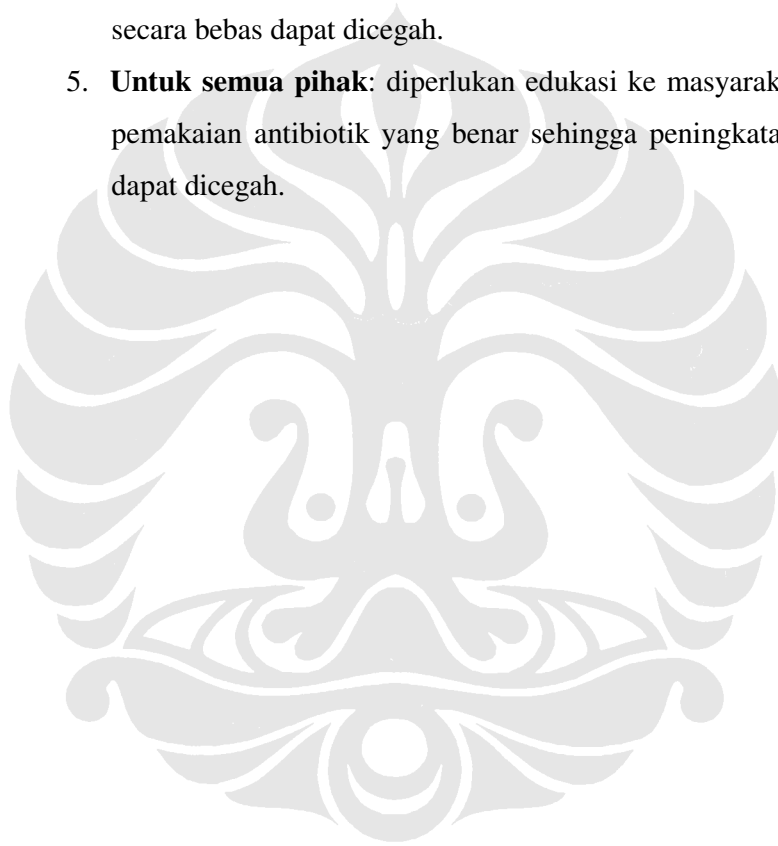 secara bebas dapat dicegah.
5. Untuk semua pihak: diperlukan edukasi ke masyarak
pemakaian antibiotik yang benar sehingga peningkata
dapat dicegah.